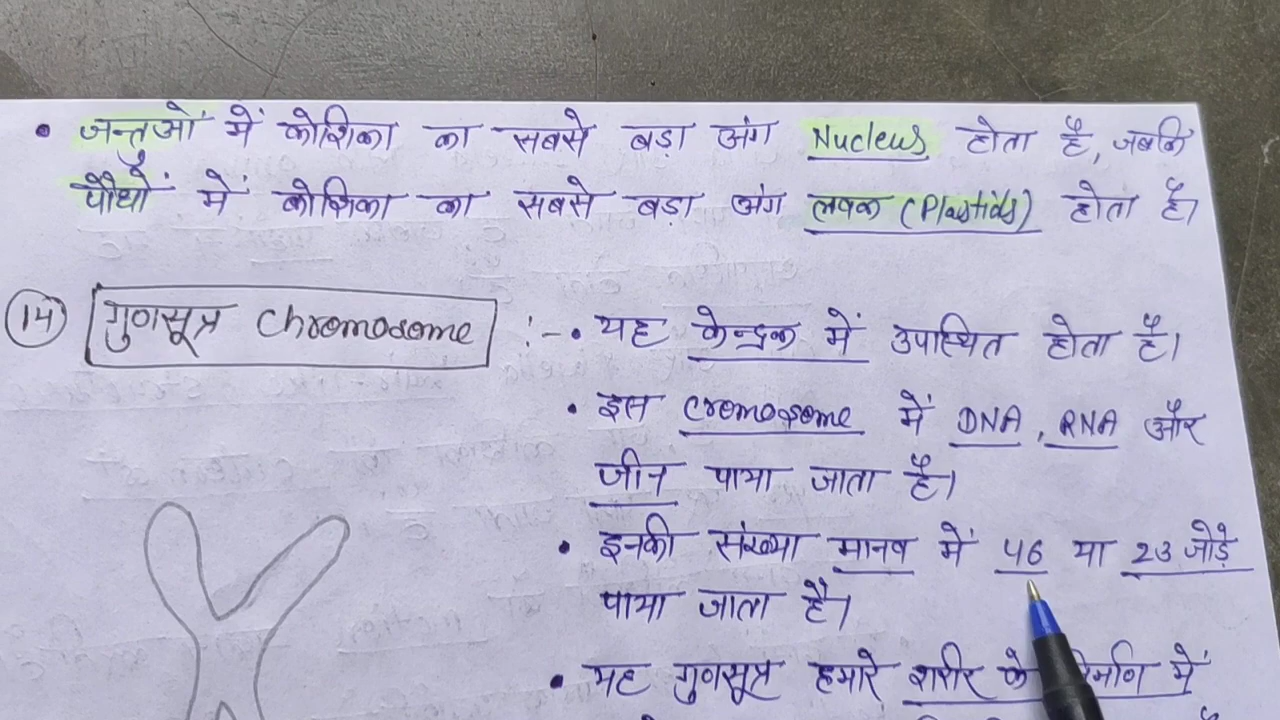 • जन्तुओं में कोशिका का सबसे बड़ा अंग Nucleus होता है, जबकि
पौधों में कोशिका का सबसे बड़ा अंग लवक (Plastids) होता है।
14 गुणसूत्र Chromosome :- • यह केन्द्रक में उपस्थित होता है।
• इस cromosome में DNA, RNA और
जीन पाया जाता है।
• इनकी संख्या मानव में 46 या 23 जोड़े
पाया जाता है।
• यह गुणसूत्र हमारे शरीर के में